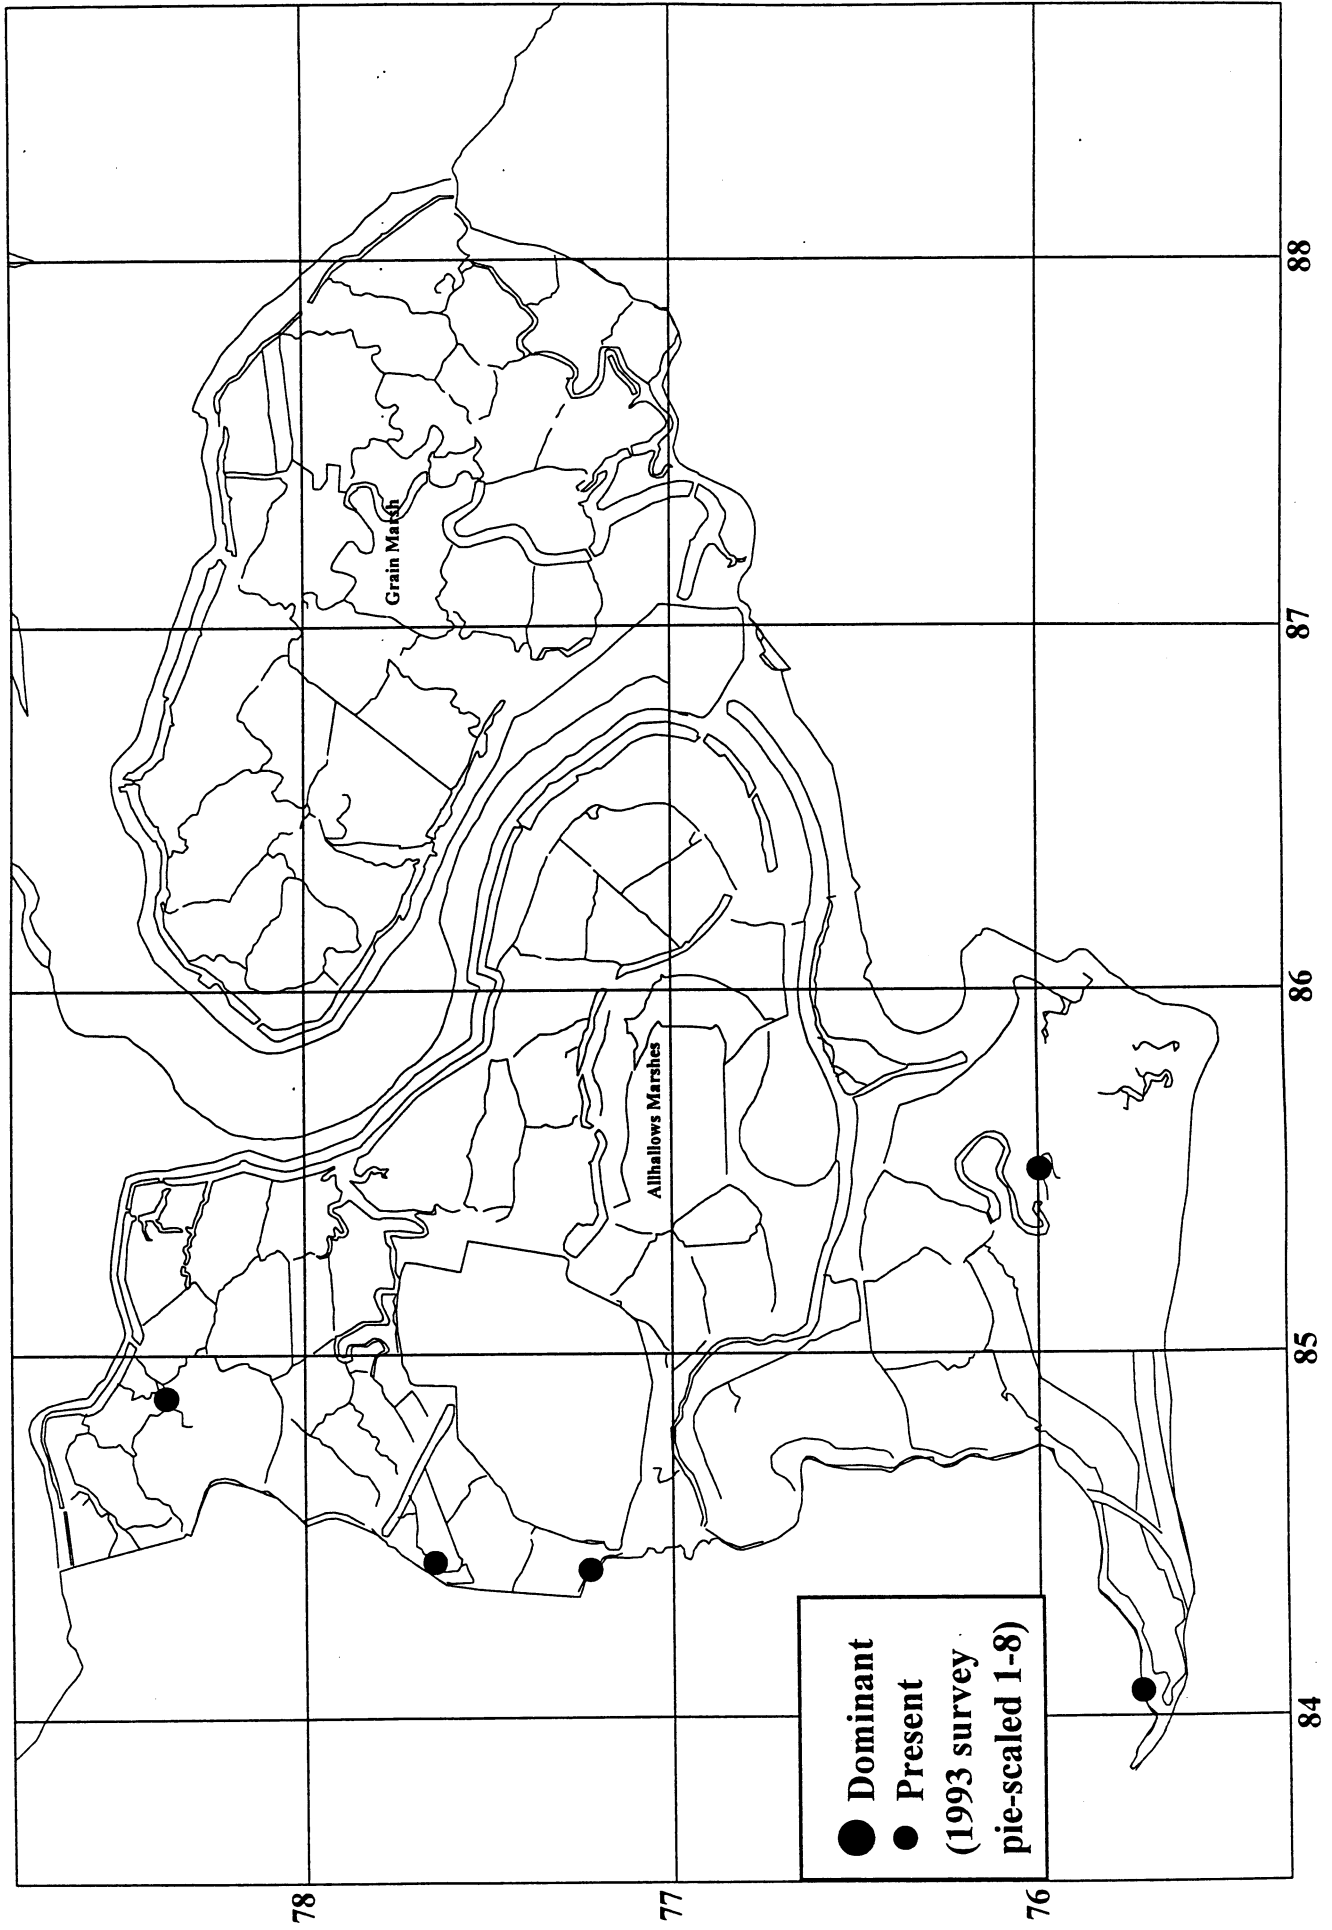 Grain Marsh
Allhallows Marshes
Dominant
Present
(1993 survey
pie-scaled 1-8)
78
77
76
84
85
86
87
88